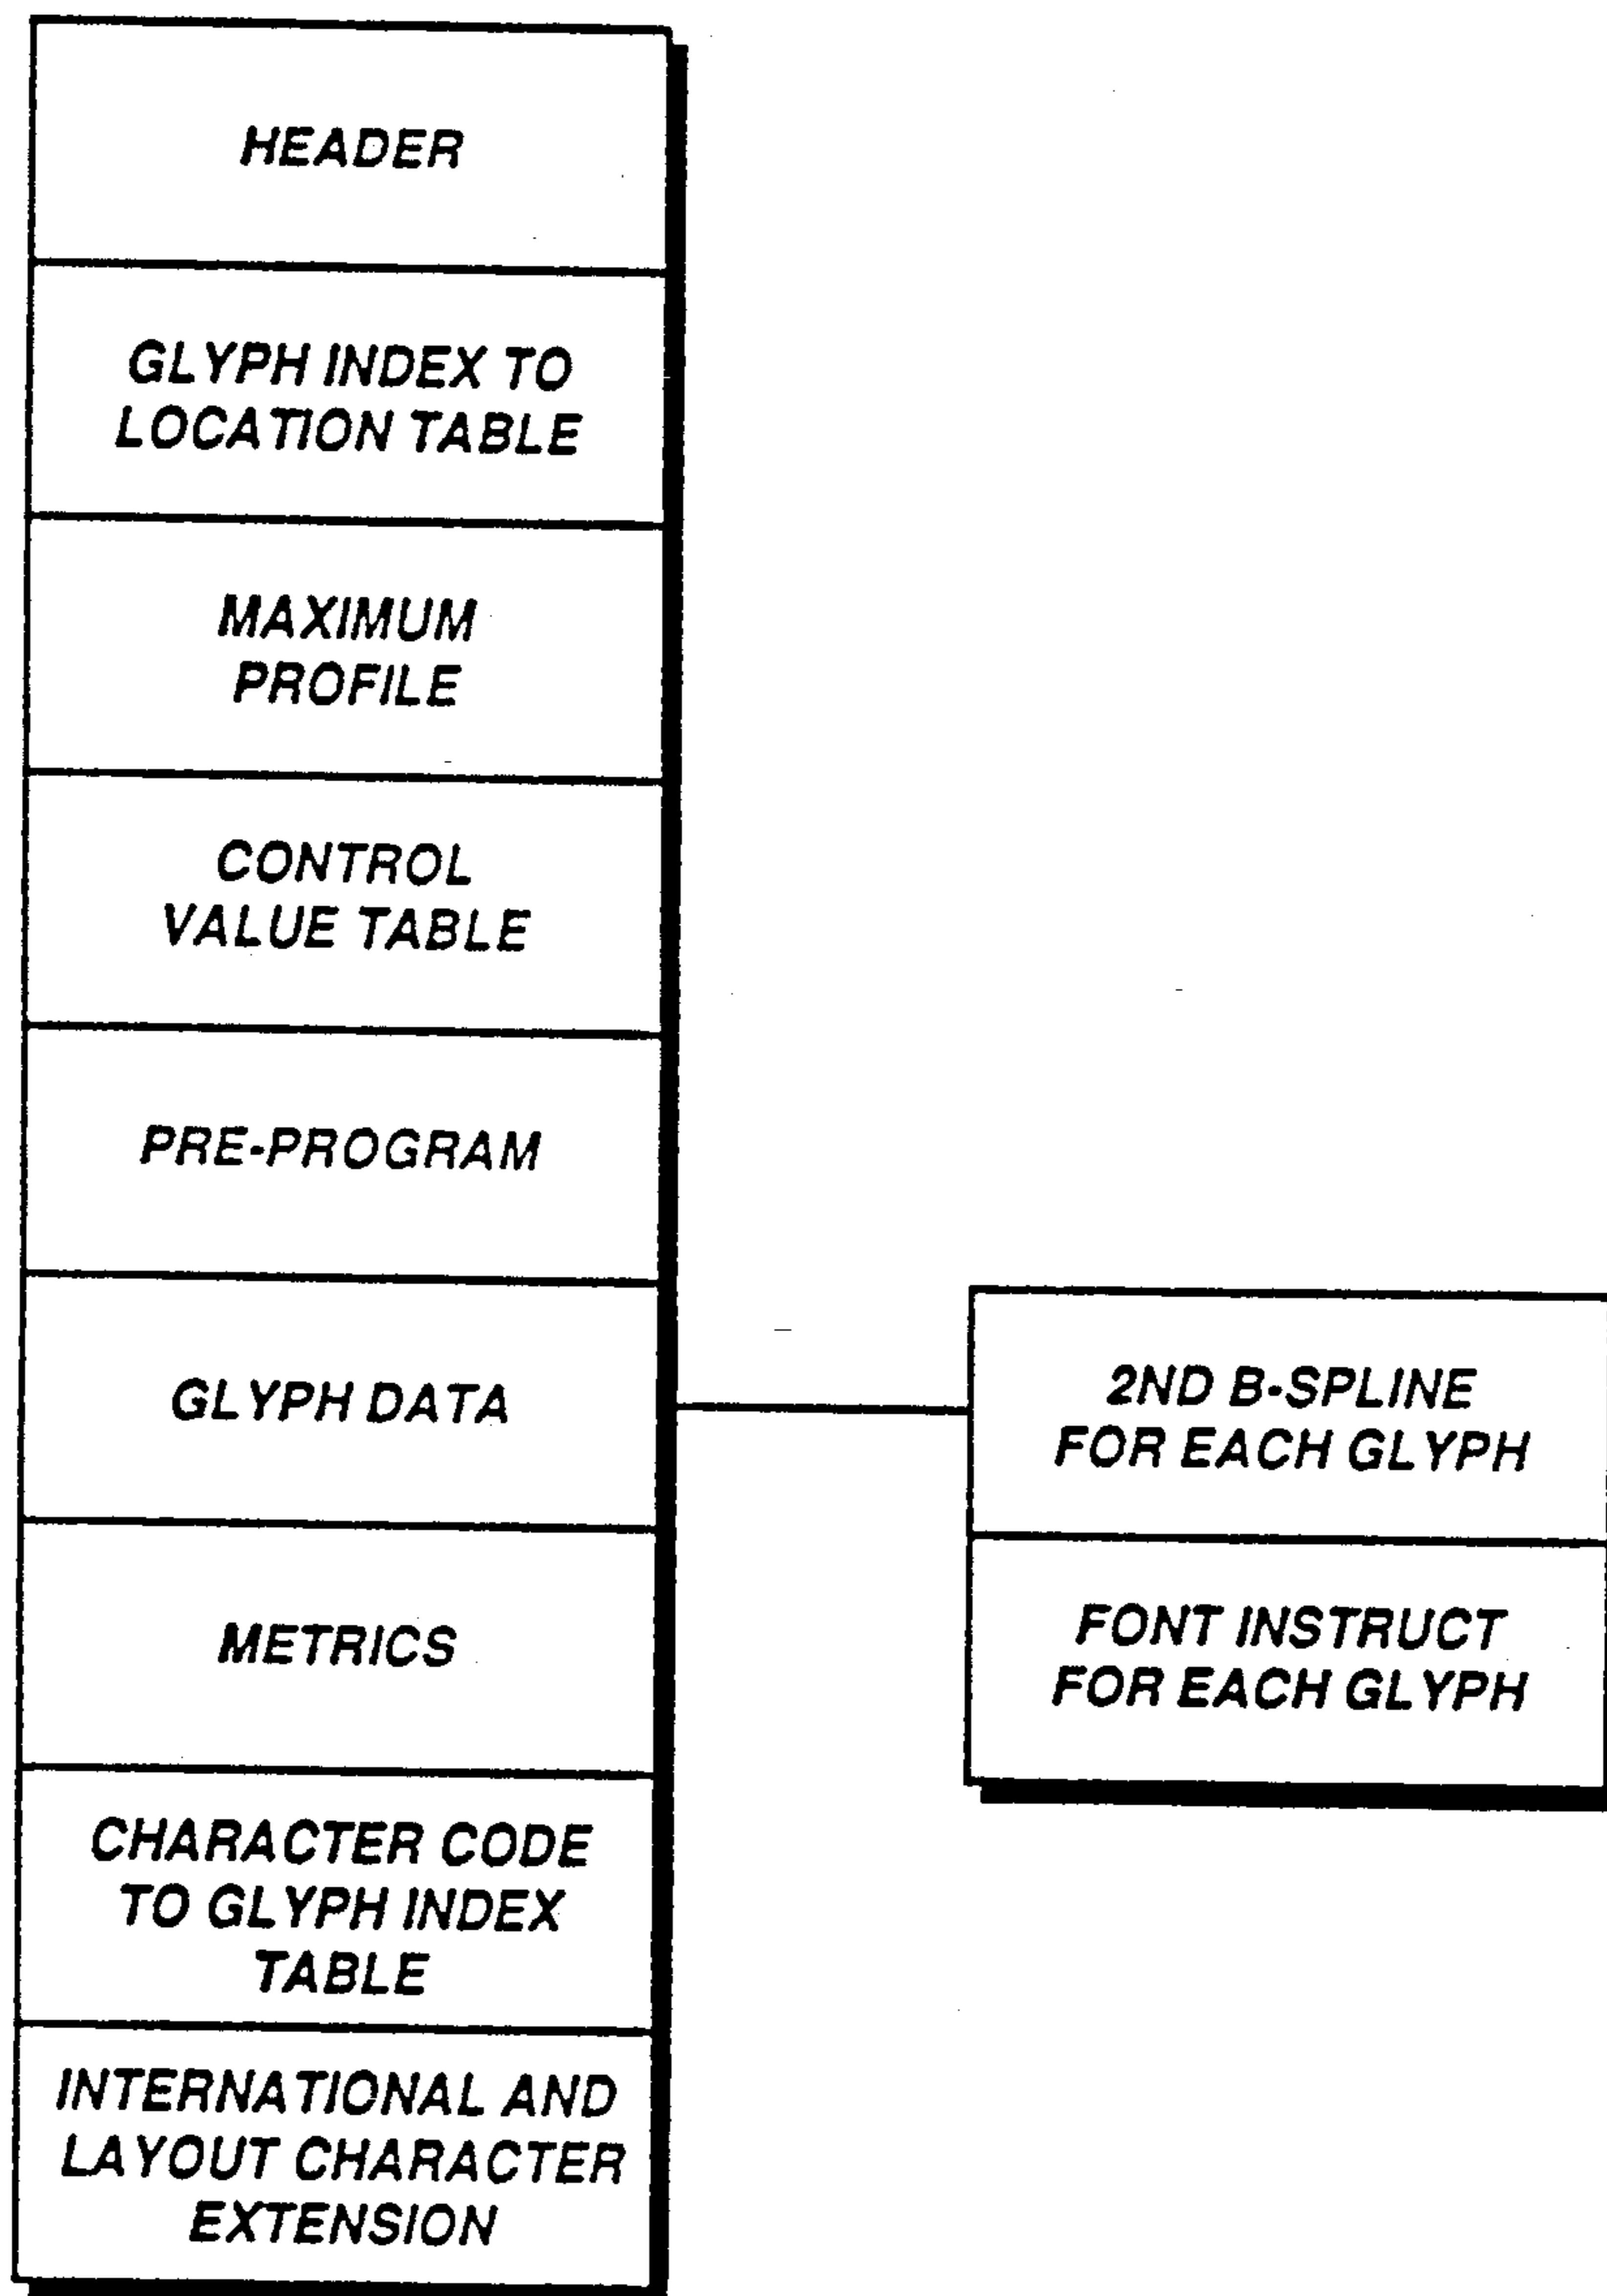 HEADER
GLYPH INDEX TO
LOCATION TABLE
MAXIMUM
PROFILE
CONTROL
VALUE TABLE
PRE-PROGRAM
GLYPH DATA
METRICS
CHARACTER CODE
TO GLYPH INDEX
TABLE
INTERNATIONAL AND
LAYOUT CHARACTER
EXTENSION
2ND B-SPLINE
FOR EACH GLYPH
FONT INSTRUCT
FOR EACH GLYPH